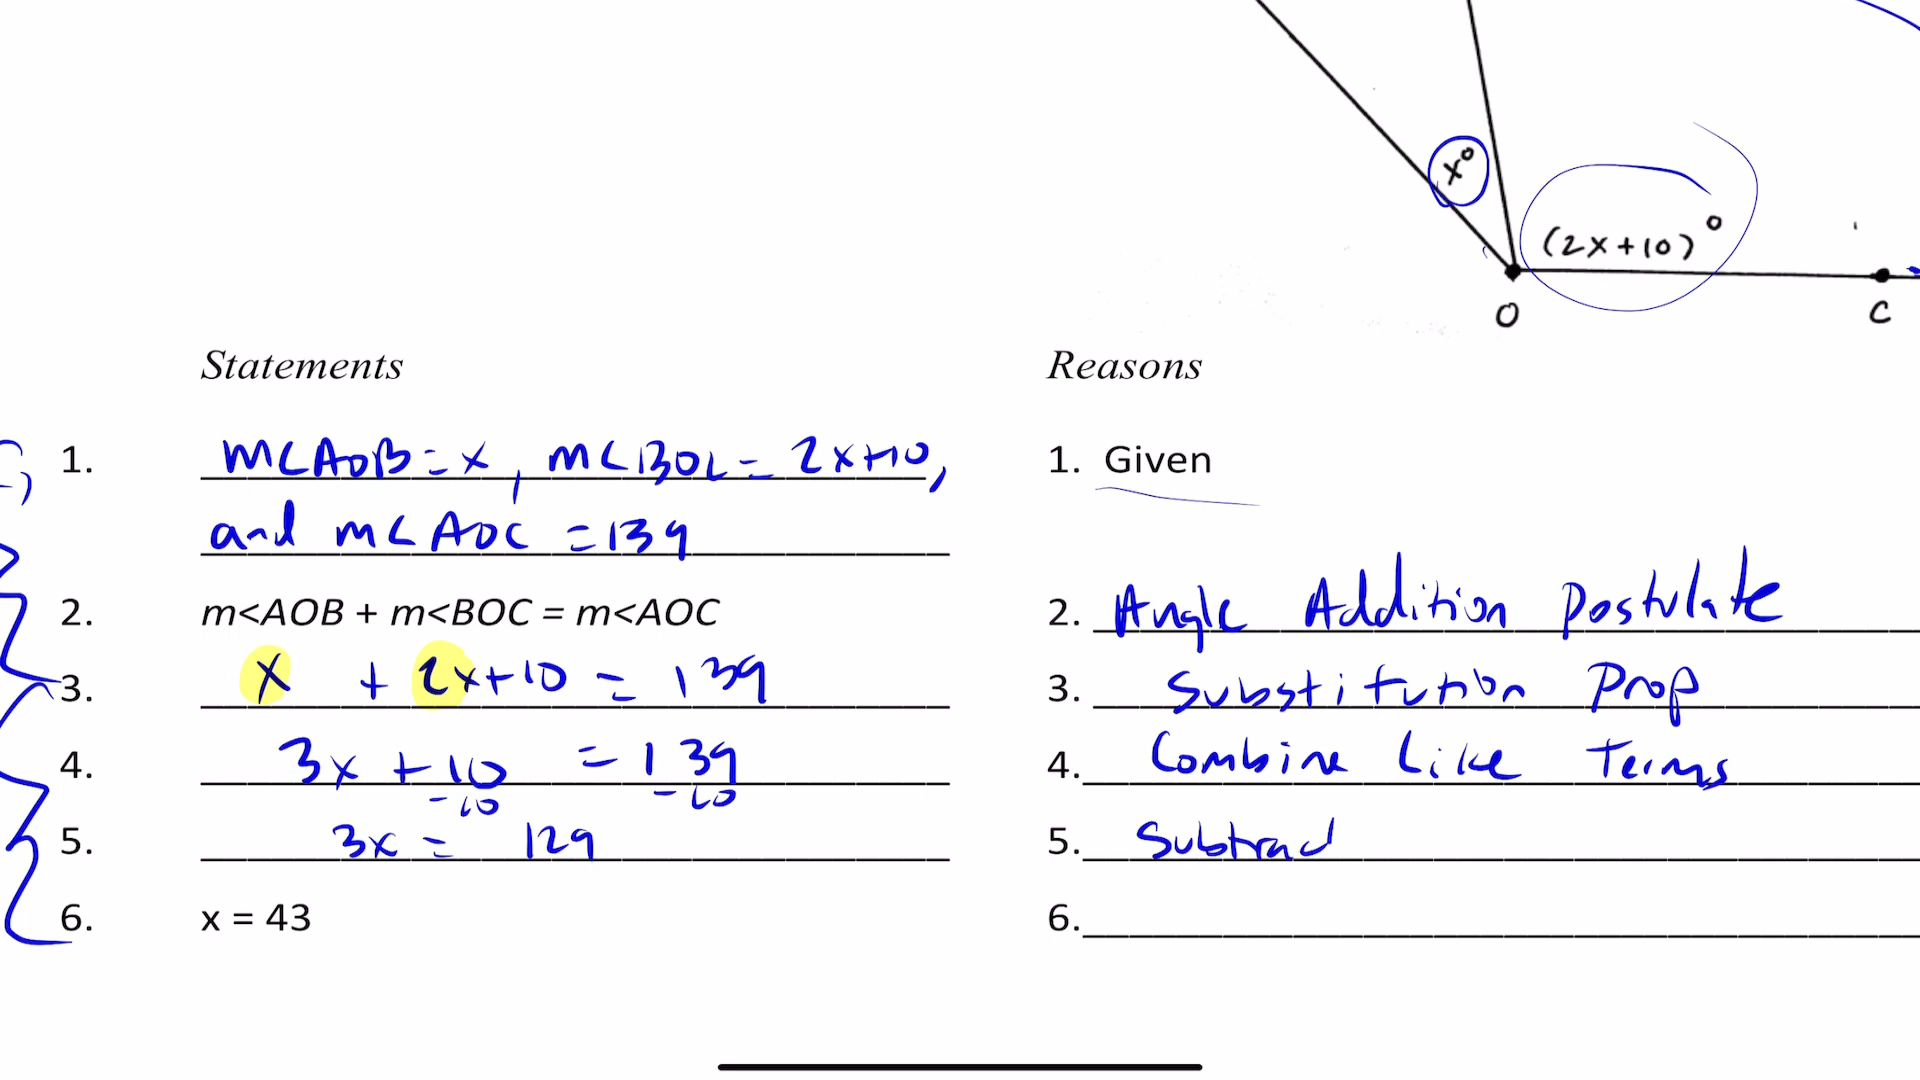 x°
(2x+10)°
O
C
Statements
Reasons
1. m<AOB = x, m<BOC = 2x+10,
and m<AOC = 139
1. Given
2. m<AOB + m<BOC = m<AOC
2. Angle Addition Postulate
3. x + 2x+10 = 139
3. Substitution Prop
4. 3x + 10 = 139
4. Combine Like Terms
-10 -10
5. 3x = 129
5. Subtrac
6. x = 43
6.